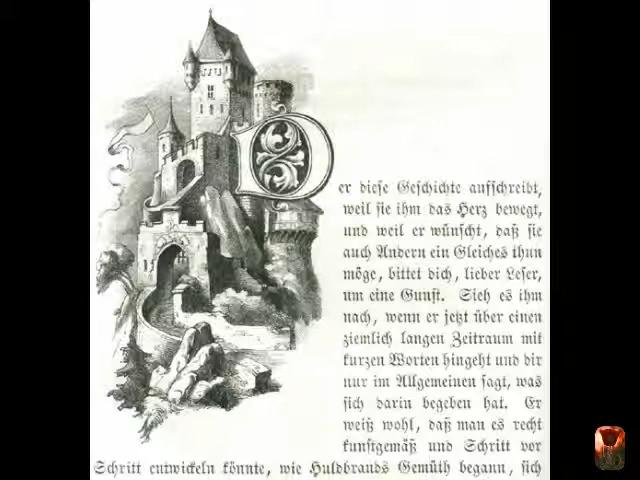 Der diese Geschichte aufschreibt,
weil sie ihm das Herz bewegt,
und weil er wünscht, daß sie
auch Andern ein Gleiches thun
möge, bittet dich, lieber Leser,
um eine Gunst. Sieh es ihm
nach, wenn er jetzt über einen
ziemlich langen Zeitraum mit
kurzen Worten hingeht und dir
nur im Allgemeinen sagt, was
sich darin begeben hat. Er
weiß wohl, daß man es recht
kunstgemäß und Schritt vor
Schritt entwickeln könnte, wie Huldbrands Gemüth begann, sich